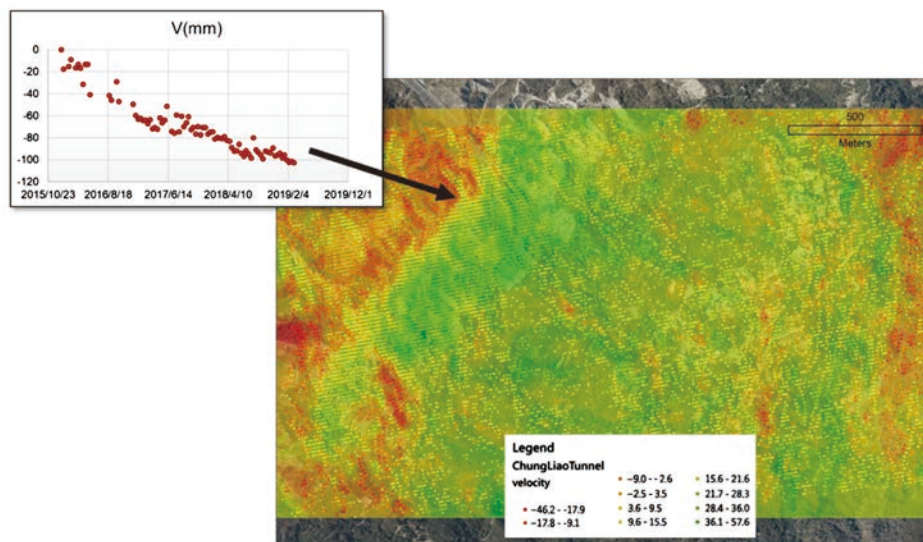 V(mm)
0
-20
-40
-60
-80
-100
-120
2015/10/23 2016/8/18 2017/6/14 2018/4/10 2019/2/4 2019/12/1
500
Meters
Legend
ChungLiaoTunnel
velocity
−46.2 - -17.9
−17.8 - −9.1
−9.0 - -2.6
−2.5 - 3.5
3.6 - 9.5
9.6 - 15.5
15.6 - 21.6
21.7 - 28.3
28.4 - 36.0
36.1 - 57.6